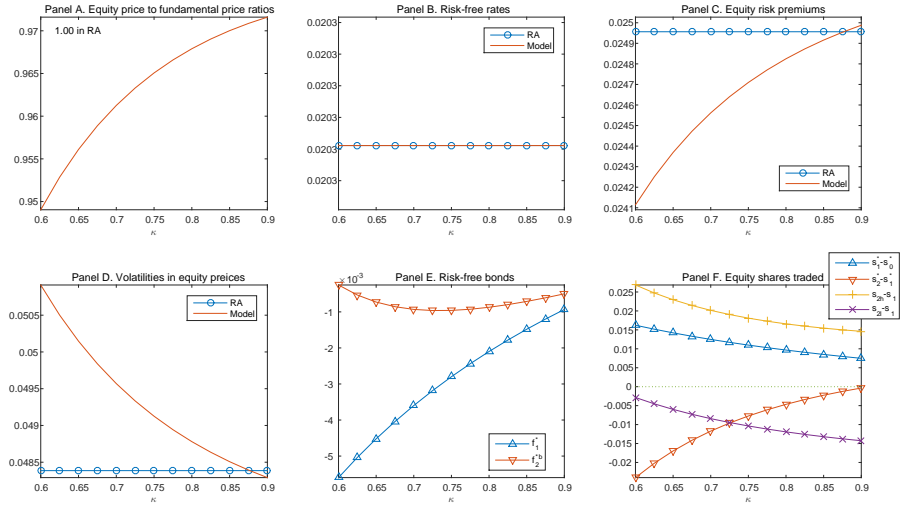 Panel A. Equity price to fundamental price ratios
1.00 in RA
0.97
0.965
0.96
0.955
0.95
0.6 0.65 0.7 0.75 0.8 0.85 0.9
κ
Panel B. Risk-free rates
RA
Model
0.0203
0.0203
0.0203
0.0203
0.0203
0.6 0.65 0.7 0.75 0.8 0.85 0.9
κ
Panel C. Equity risk premiums
0.025
0.0249
0.0248
0.0247
0.0246
0.0245
0.0244
0.0243
0.0242
0.0241
RA
Model
0.6 0.65 0.7 0.75 0.8 0.85 0.9
κ
Panel D. Volatilities in equity preices
RA
Model
0.0505
0.05
0.0495
0.049
0.0485
0.6 0.65 0.7 0.75 0.8 0.85 0.9
κ
×10⁻³
Panel E. Risk-free bonds
-1
-2
-3
-4
-5
f₁*
f₂*ᵇ
0.6 0.65 0.7 0.75 0.8 0.85 0.9
κ
Panel F. Equity shares traded
s₁*-s₀*
s₂*-s₁*
s₂ₕ-s₁
s₂ₗ-s₁
0.025
0.02
0.015
0.01
0.005
0
-0.005
-0.01
-0.015
-0.02
0.6 0.65 0.7 0.75 0.8 0.85 0.9
κ